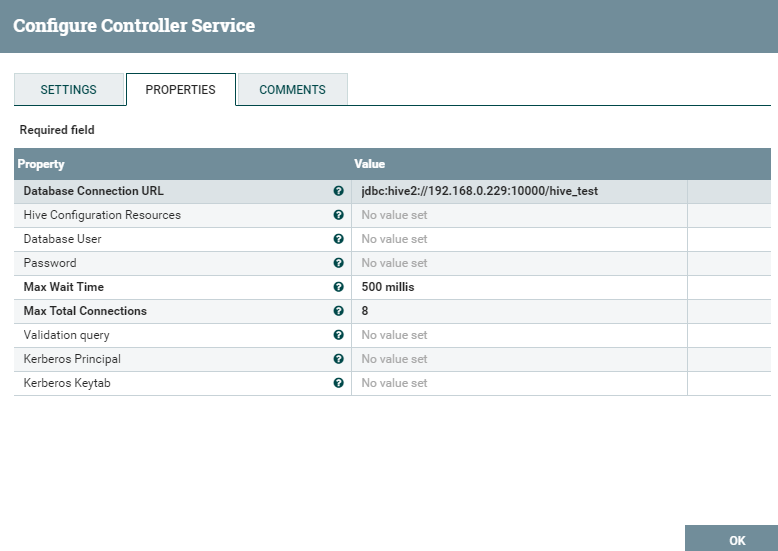 Configure Controller Service
SETTINGS PROPERTIES COMMENTS
Required field
Property Value
Database Connection URL jdbc:hive2://192.168.0.229:10000/hive_test
Hive Configuration Resources No value set
Database User No value set
Password No value set
Max Wait Time 500 millis
Max Total Connections 8
Validation query No value set
Kerberos Principal No value set
Kerberos Keytab No value set
OK